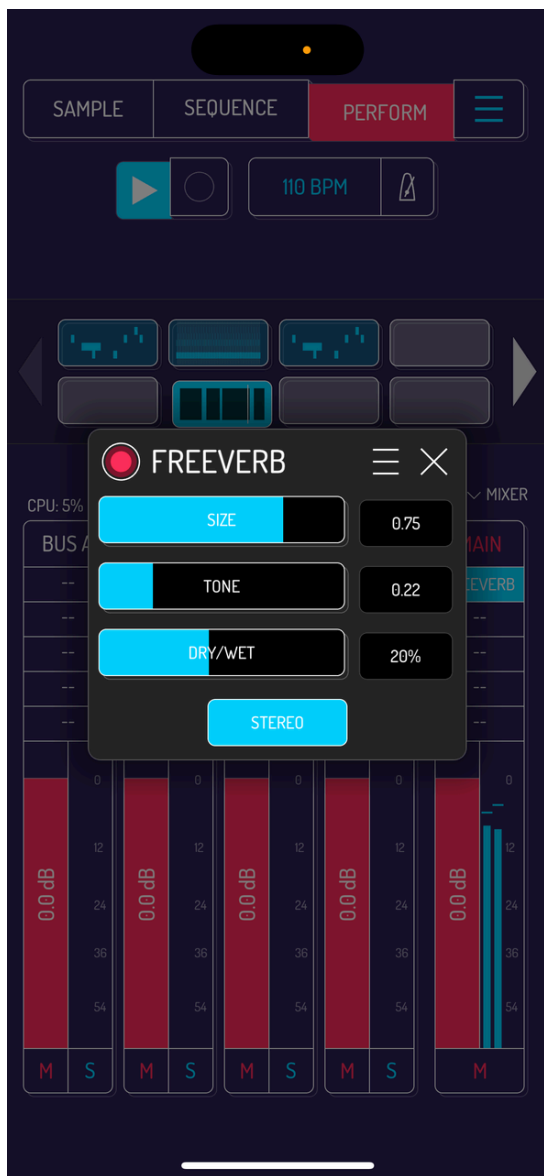 SAMPLE
SEQUENCE
PERFORM
110 BPM
FREEVERB
CPU: 5%
MIXER
SIZE
0.75
BUS A
MAIN
TONE
0.22
--
EEVERB
--
--
--
--
DRY/WET
20%
--
--
--
--
STEREO
0
0
0
0
0
12
12
12
12
12
0.0 dB
0.0 dB
0.0 dB
0.0 dB
0.0 dB
24
24
24
24
24
36
36
36
36
36
54
54
54
54
54
M
S
M
S
M
S
M
S
M